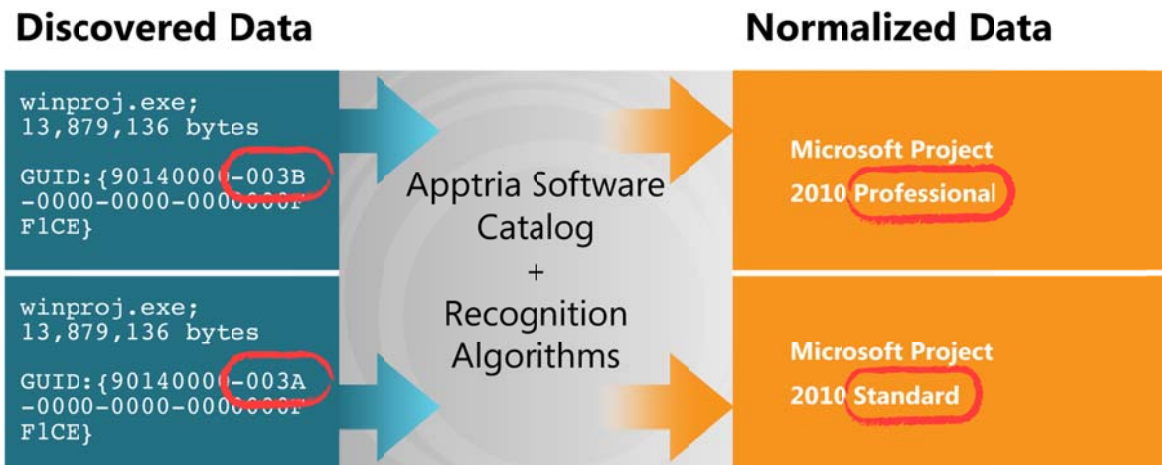 Discovered Data
Normalized Data
winproj.exe;
13,879,136 bytes
GUID:{90140000-003B
-0000-0000-0000000F
F1CE}
Apptria Software
Catalog
+
Recognition
Algorithms
Microsoft Project
2010 Professional
winproj.exe;
13,879,136 bytes
GUID:{90140000-003A
-0000-0000-0000000F
F1CE}
Microsoft Project
2010 Standard